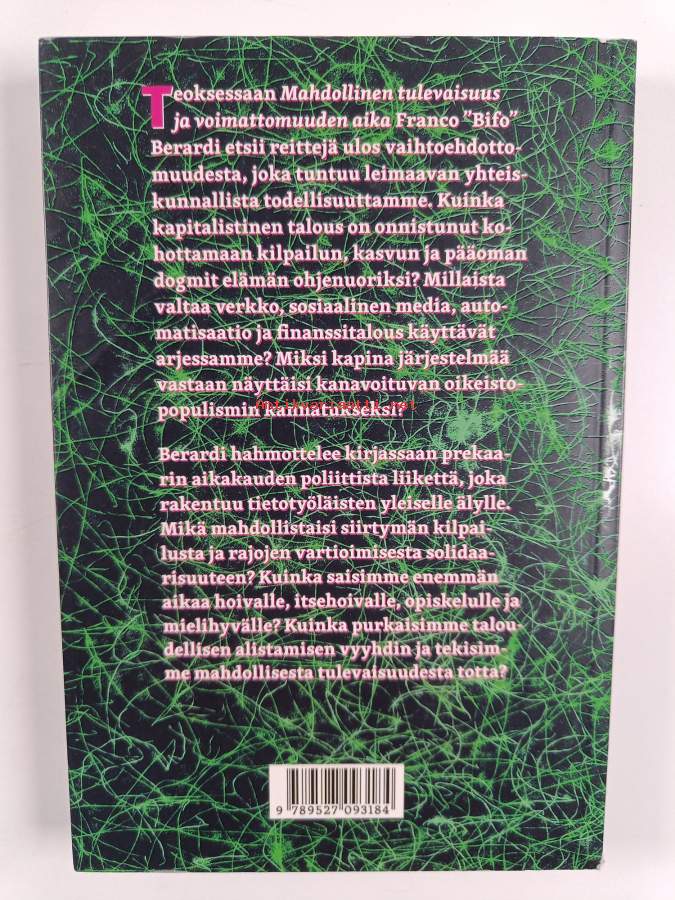 Teoksessaan Mahdollinen tulevaisuus
ja voimattomuuden aika Franco ”Bifo”
Berardi etsii reittejä ulos vaihtoehdotto-
muudesta, joka tuntuu leimaavan yhteis-
kunnallista todellisuuttamme. Kuinka
kapitalistinen talous on onnistunut ko-
hottamaan kilpailun, kasvun ja pääoman
dogmit elämän ohjenuoriksi? Millaista
valtaa verkko, sosiaalinen media, auto-
matisaatio ja finanssitalous käyttävät
arjessamme? Miksi kapina järjestelmää
vastaan näyttäisi kanavoituvan oikeisto-
populismin kannatukseksi?
Berardi hahmottelee kirjassaan prekaa-
rin aikakauden poliittista liikettä, joka
rakentuu tietotyöläisten yleiselle älylle.
Mikä mahdollistaisi siirtymän kilpai-
lusta ja rajojen vartioimisesta solidaa-
risuuteen? Kuinka saisimme enemmän
aikaa hoivalle, itsehoivalle, opiskelulle ja
mielihyvälle? Kuinka purkaisimme talou-
dellisen alistamisen vyyhdin ja tekisim-
me mahdollisesta tulevaisuudesta totta?
9 789527 093184